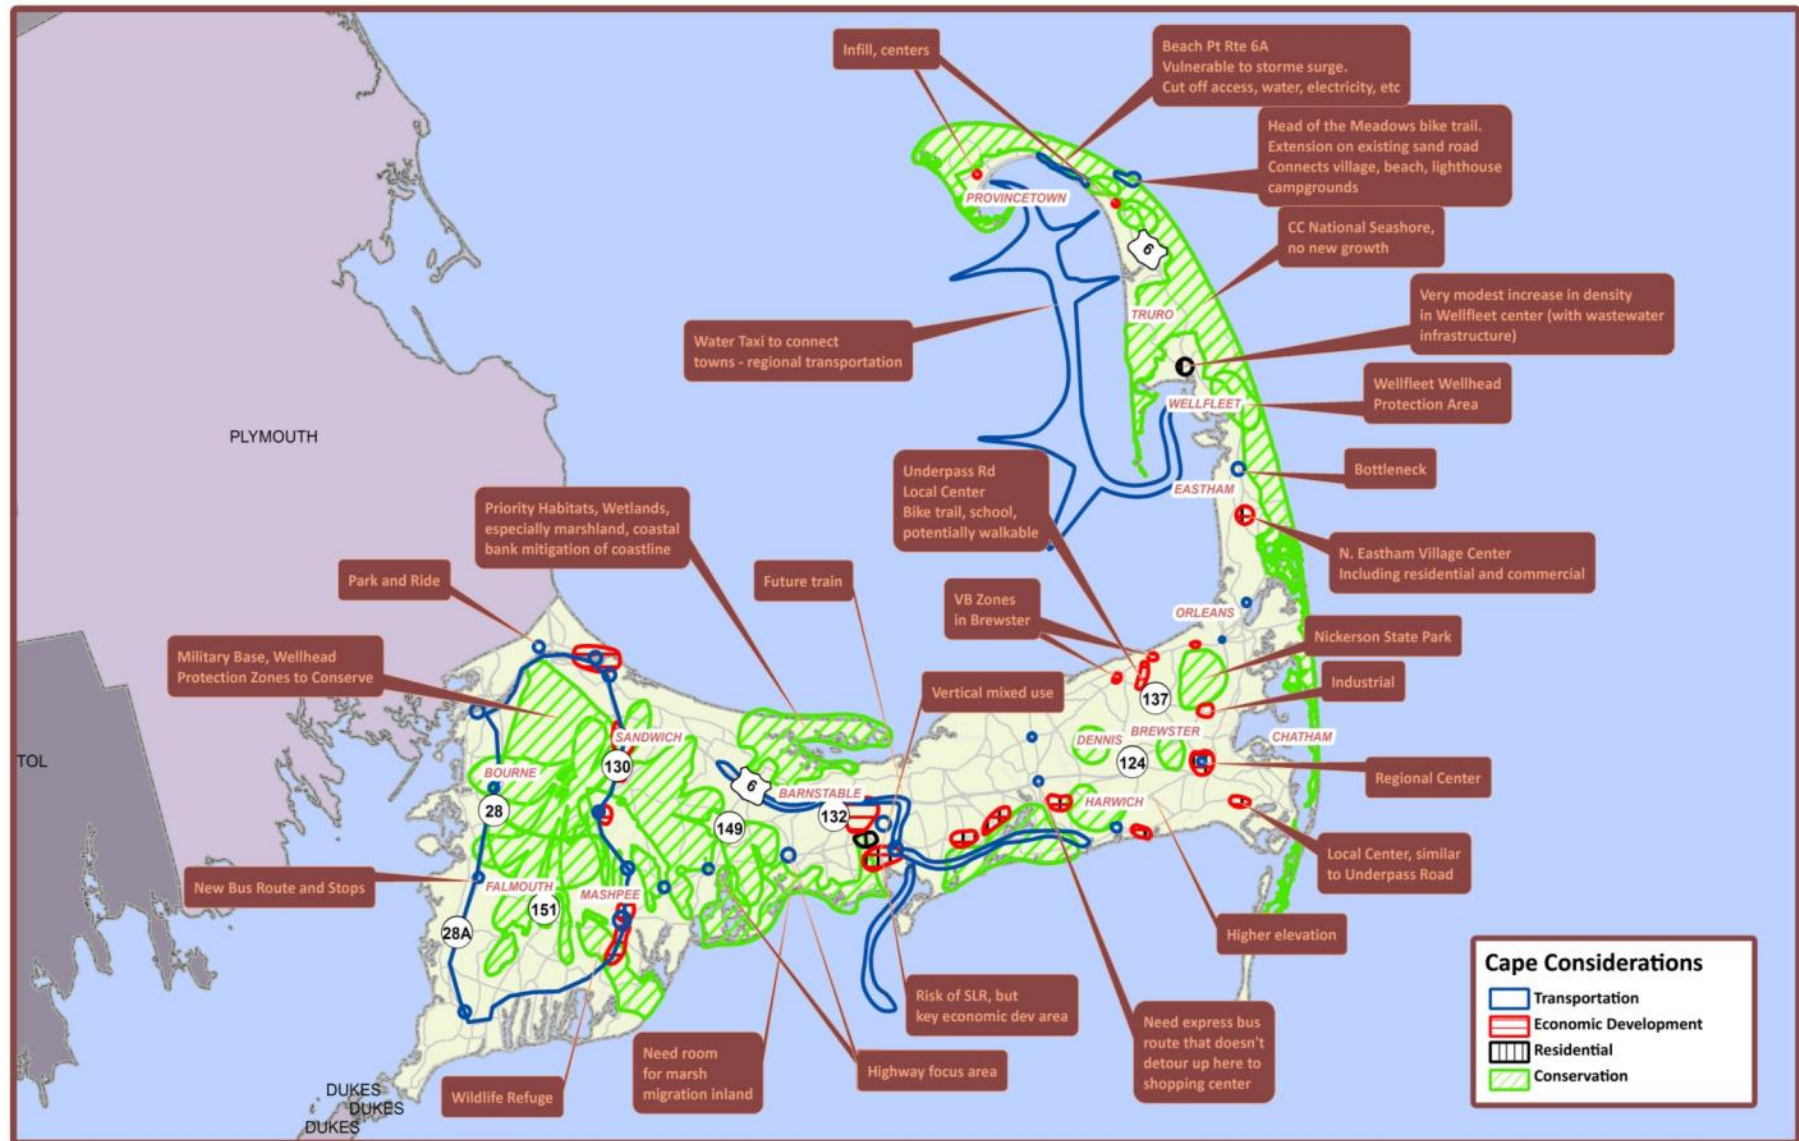 Infill, centers
Beach Pt Rte 6A
Vulnerable to storme surge.
Cut off access, water, electricity, etc
Head of the Meadows bike trail.
Extension on existing sand road
Connects village, beach, lighthouse
campgrounds
PROVINCETOWN
CC National Seashore,
no new growth
6
Very modest increase in density
in Wellfleet center (with wastewater
infrastructure)
TRURO
Water Taxi to connect
towns - regional transportation
Wellfleet Wellhead
Protection Area
WELLFLEET
PLYMOUTH
Underpass Rd
Local Center
Bike trail, school,
potentially walkable
Bottleneck
EASTHAM
Priority Habitats, Wetlands,
especially marshland, coastal
bank mitigation of coastline
N. Eastham Village Center
Including residential and commercial
Park and Ride
Future train
VB Zones
in Brewster
ORLEANS
Nickerson State Park
Military Base, Wellhead
Protection Zones to Conserve
Vertical mixed use
137
Industrial
SANDWICH
DENNIS
BREWSTER
CHATHAM
TOL
130
124
BOURNE
Regional Center
6
BARNSTABLE
HARWICH
28
132
149
Local Center, similar
to Underpass Road
New Bus Route and Stops
FALMOUTH
MASHPEE
151
28A
Higher elevation
Cape Considerations
Transportation
Economic Development
Residential
Conservation
Risk of SLR, but
key economic dev area
Need express bus
route that doesn't
detour up here to
shopping center
Need room
for marsh
migration inland
Highway focus area
Wildlife Refuge
DUKES
DUKES
DUKES